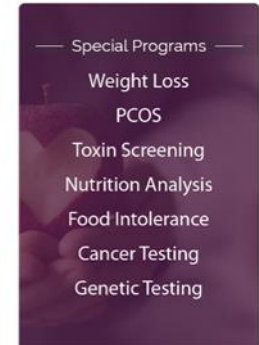 Special Programs
Weight Loss
PCOS
Toxin Screening
Nutrition Analysis
Food Intolerance
Cancer Testing
Genetic Testing